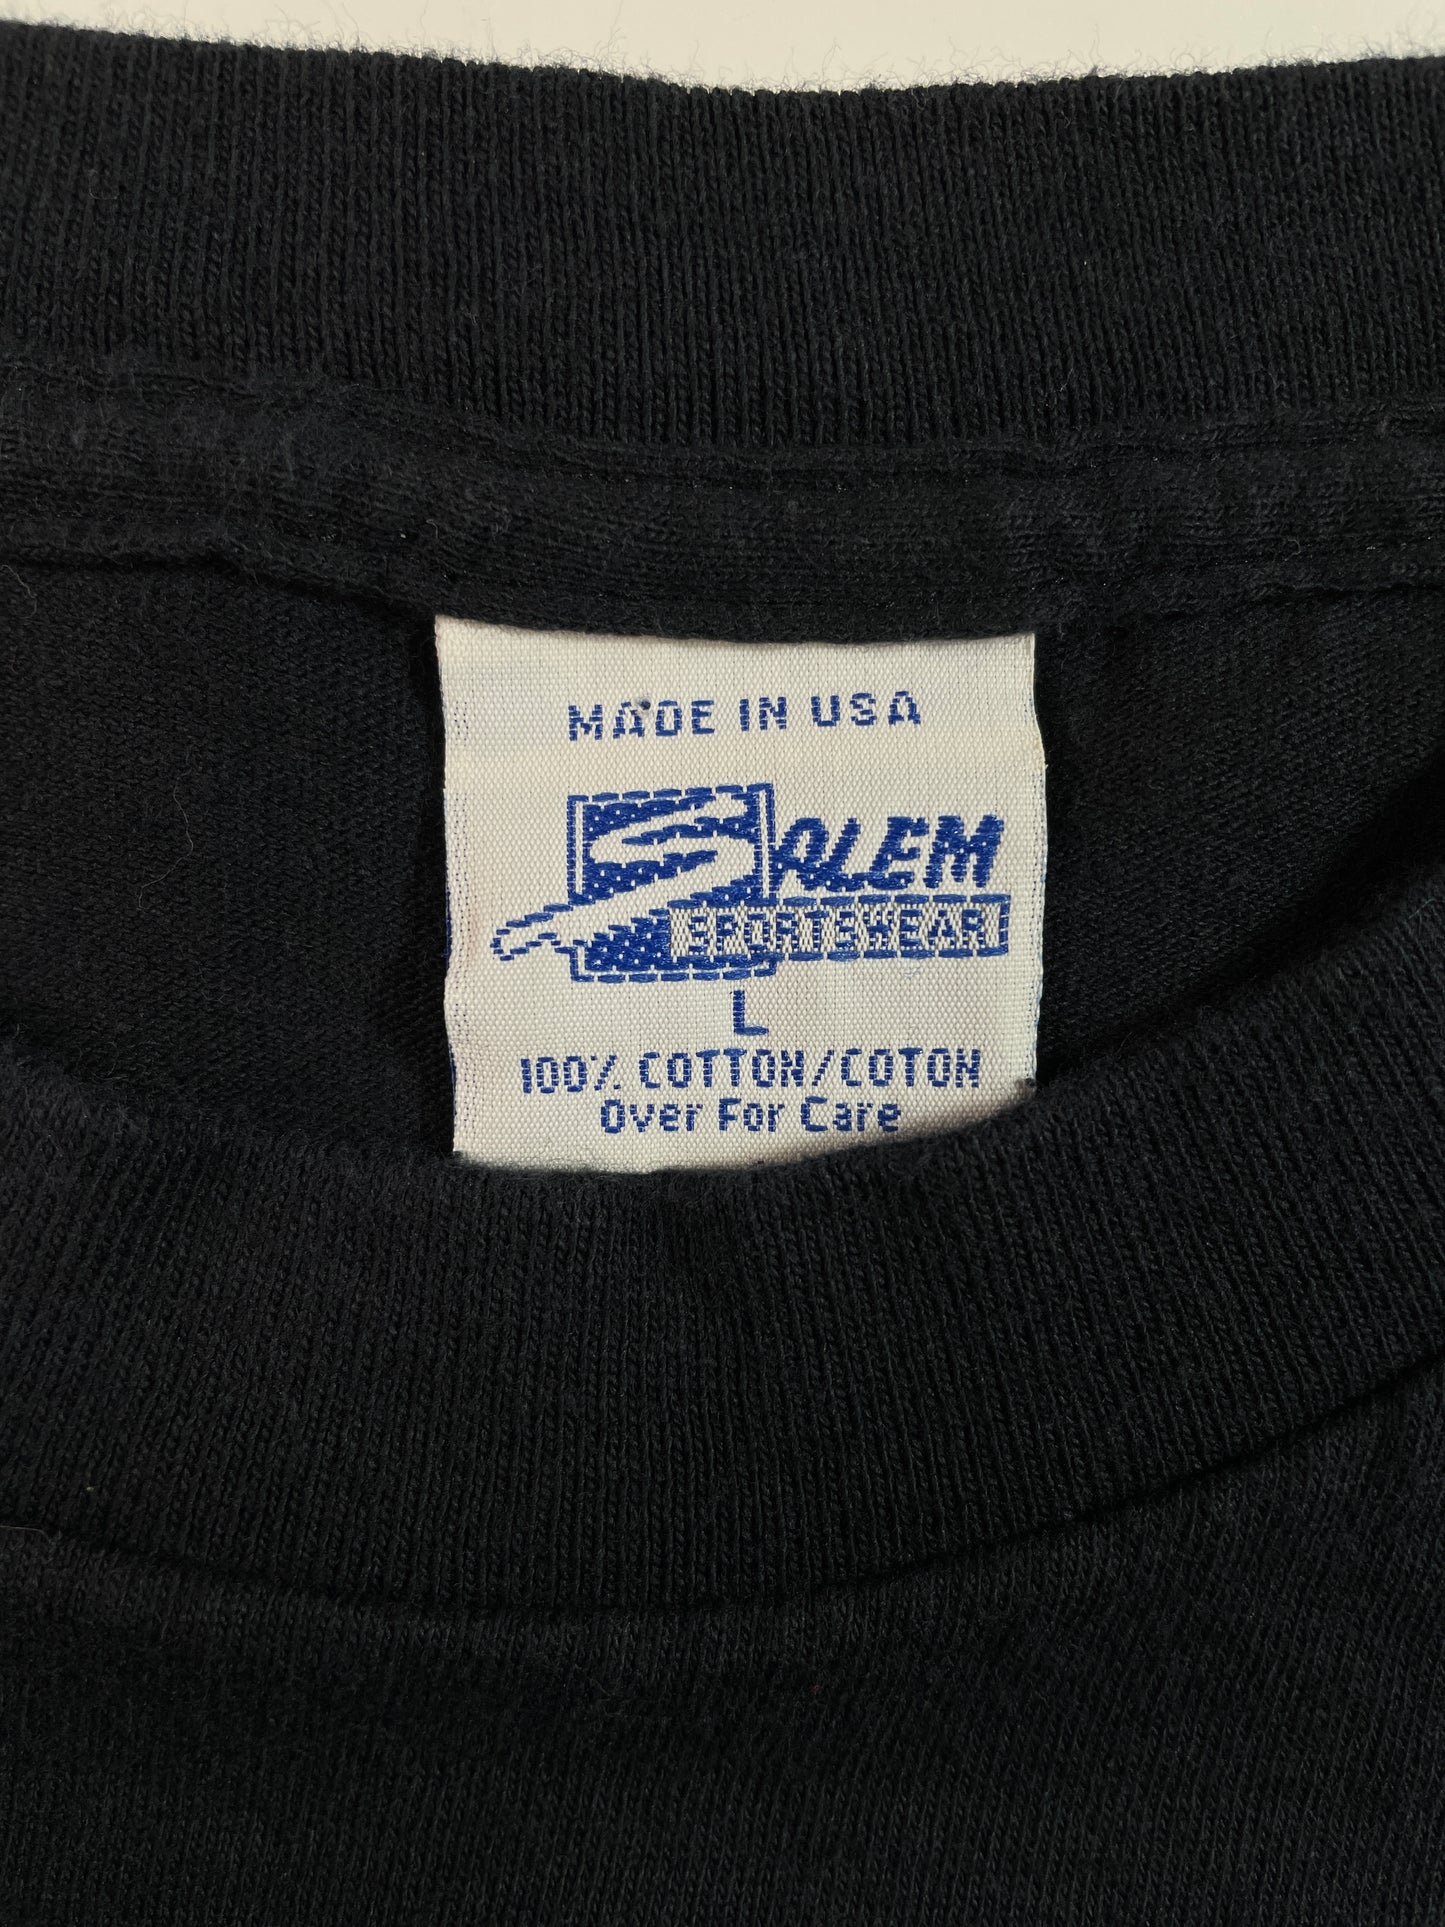 MADE IN USA
SALEM
SPORTSWEAR
L
100% COTTON/COTON
Over For Care